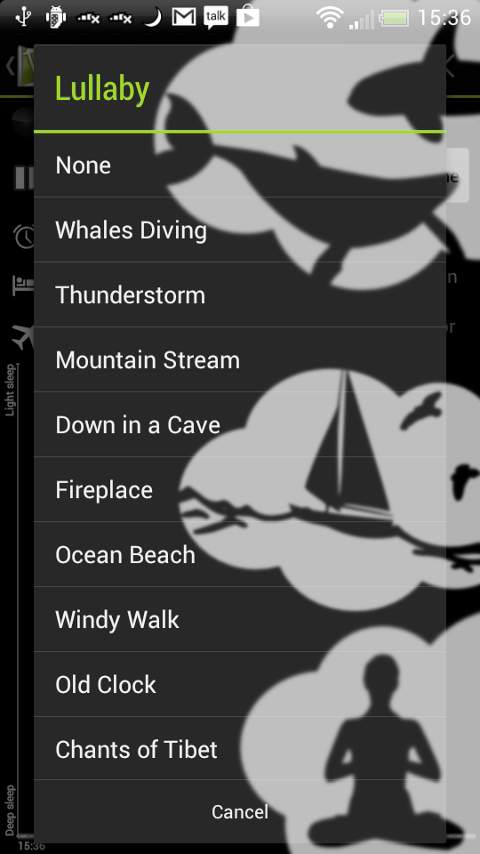 talk
15:36
Lullaby
None
Whales Diving
Thunderstorm
Mountain Stream
Down in a Cave
Fireplace
Ocean Beach
Windy Walk
Old Clock
Chants of Tibet
Cancel
Light sleep
Deep sleep
15:36